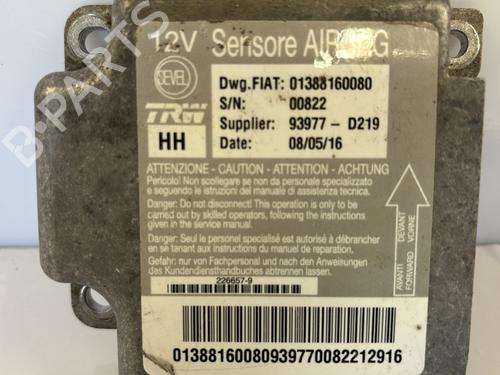 12V Sensore AIRBAG
SEVEL
Dwg.FIAT: 01388160080
S/N: 00822
TRW
Supplier: 93977 - D219
HH
Date: 08/05/16
ATTENZIONE - CAUTION - ATTENTION - ACHTUNG
Pericolo! Non scollegare se non da personale specializzato
e seguendo le istruzioni del manuale di assistenza tecnica.
Danger: Do not disconnect! This operation is only to be
carried out by skilled operators, following the instructions
given in the service manual.
Danger: Seul le personel specialisé est autorisé à débrancher
en se tenant aux instructions du manuel de réparation.
Gefahr: nur von Fachpersonal und nach den Anweisungen
des Kundendiensthandbuches abtrennen lassen.
AVANTI DEVANT
FORWARD VORNE
226657-9
0138816008093977008221 2916
B-PARTS